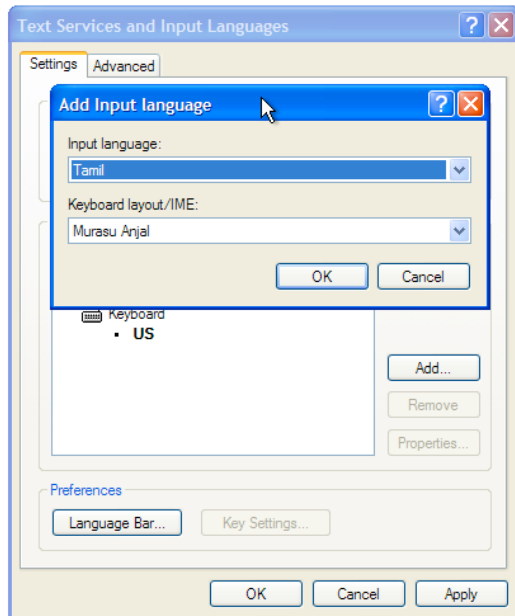 Text Services and Input Languages
Settings Advanced
Add Input language
Input language:
Tamil
Keyboard layout/IME:
Murasu Anjal
OK Cancel
Keyboard
• US
Add...
Remove
Properties...
Preferences
Language Bar... Key Settings...
OK Cancel Apply